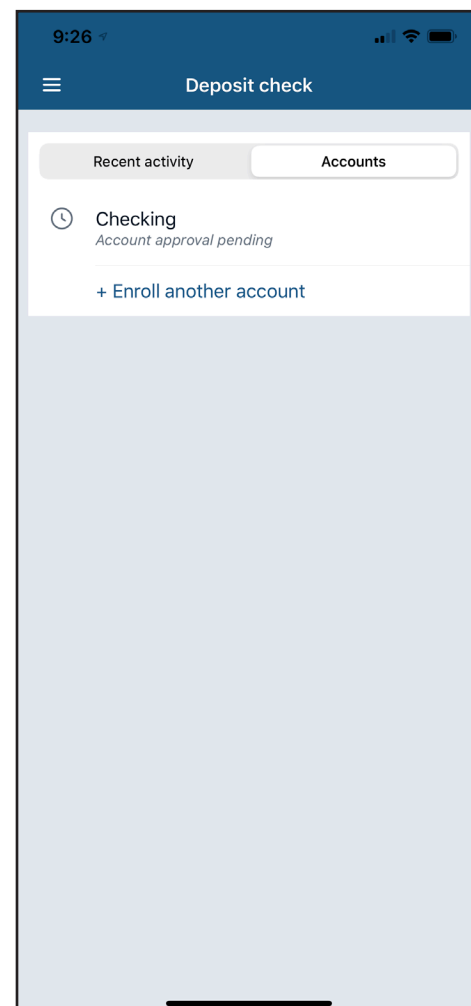 9:26
Deposit check
Recent activity Accounts
Checking
Account approval pending
+ Enroll another account